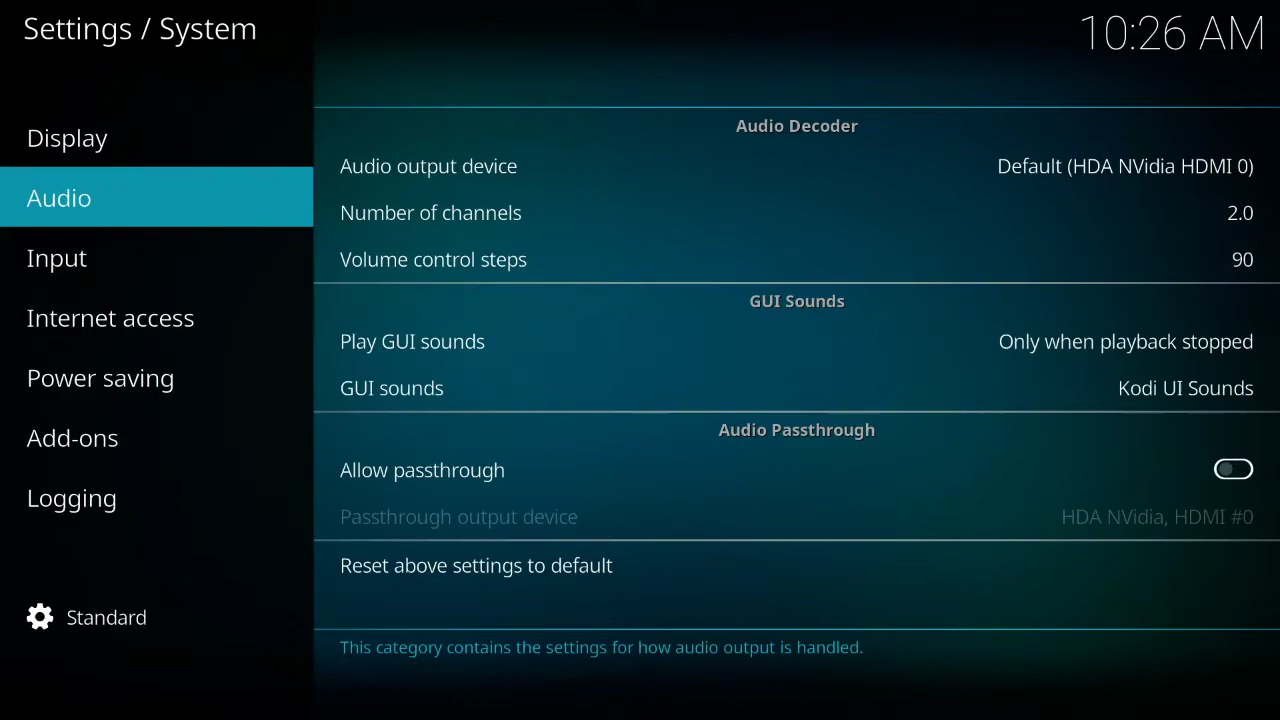 Settings / System
10:26 AM
Display
Audio
Input
Internet access
Power saving
Add-ons
Logging
Standard
Audio Decoder
Audio output device Default (HDA NVidia HDMI 0)
Number of channels 2.0
Volume control steps 90
GUI Sounds
Play GUI sounds Only when playback stopped
GUI sounds Kodi UI Sounds
Audio Passthrough
Allow passthrough
Passthrough output device HDA NVidia, HDMI #0
Reset above settings to default
This category contains the settings for how audio output is handled.